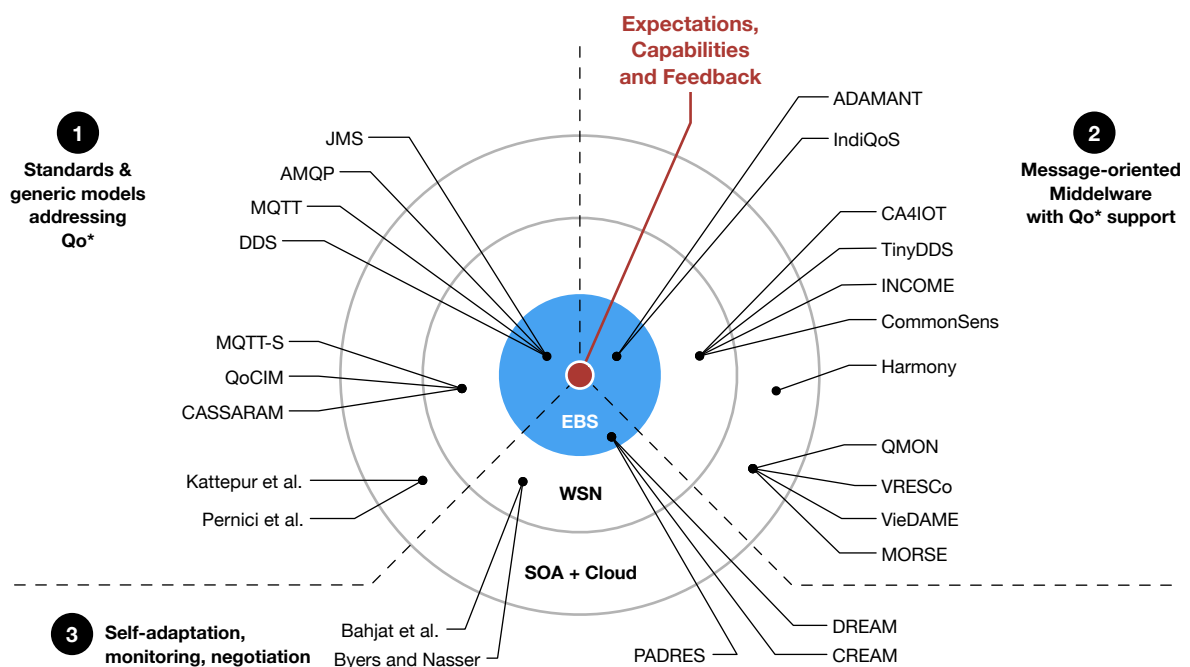 Expectations,
Capabilities
and Feedback
1
Standards &
generic models
addressing
Qo*
JMS
AMQP
MQTT
DDS
MQTT-S
QoCIM
CASSARAM
Kattepur et al.
Pernici et al.
ADAMANT
IndiQoS
2
Message-oriented
Middelware
with Qo* support
CA4IOT
TinyDDS
INCOME
CommonSens
Harmony
QMON
VRESCo
VieDAME
MORSE
EBS
WSN
SOA + Cloud
3
Self-adaptation,
monitoring, negotiation
Bahjat et al.
Byers and Nasser
PADRES
DREAM
CREAM